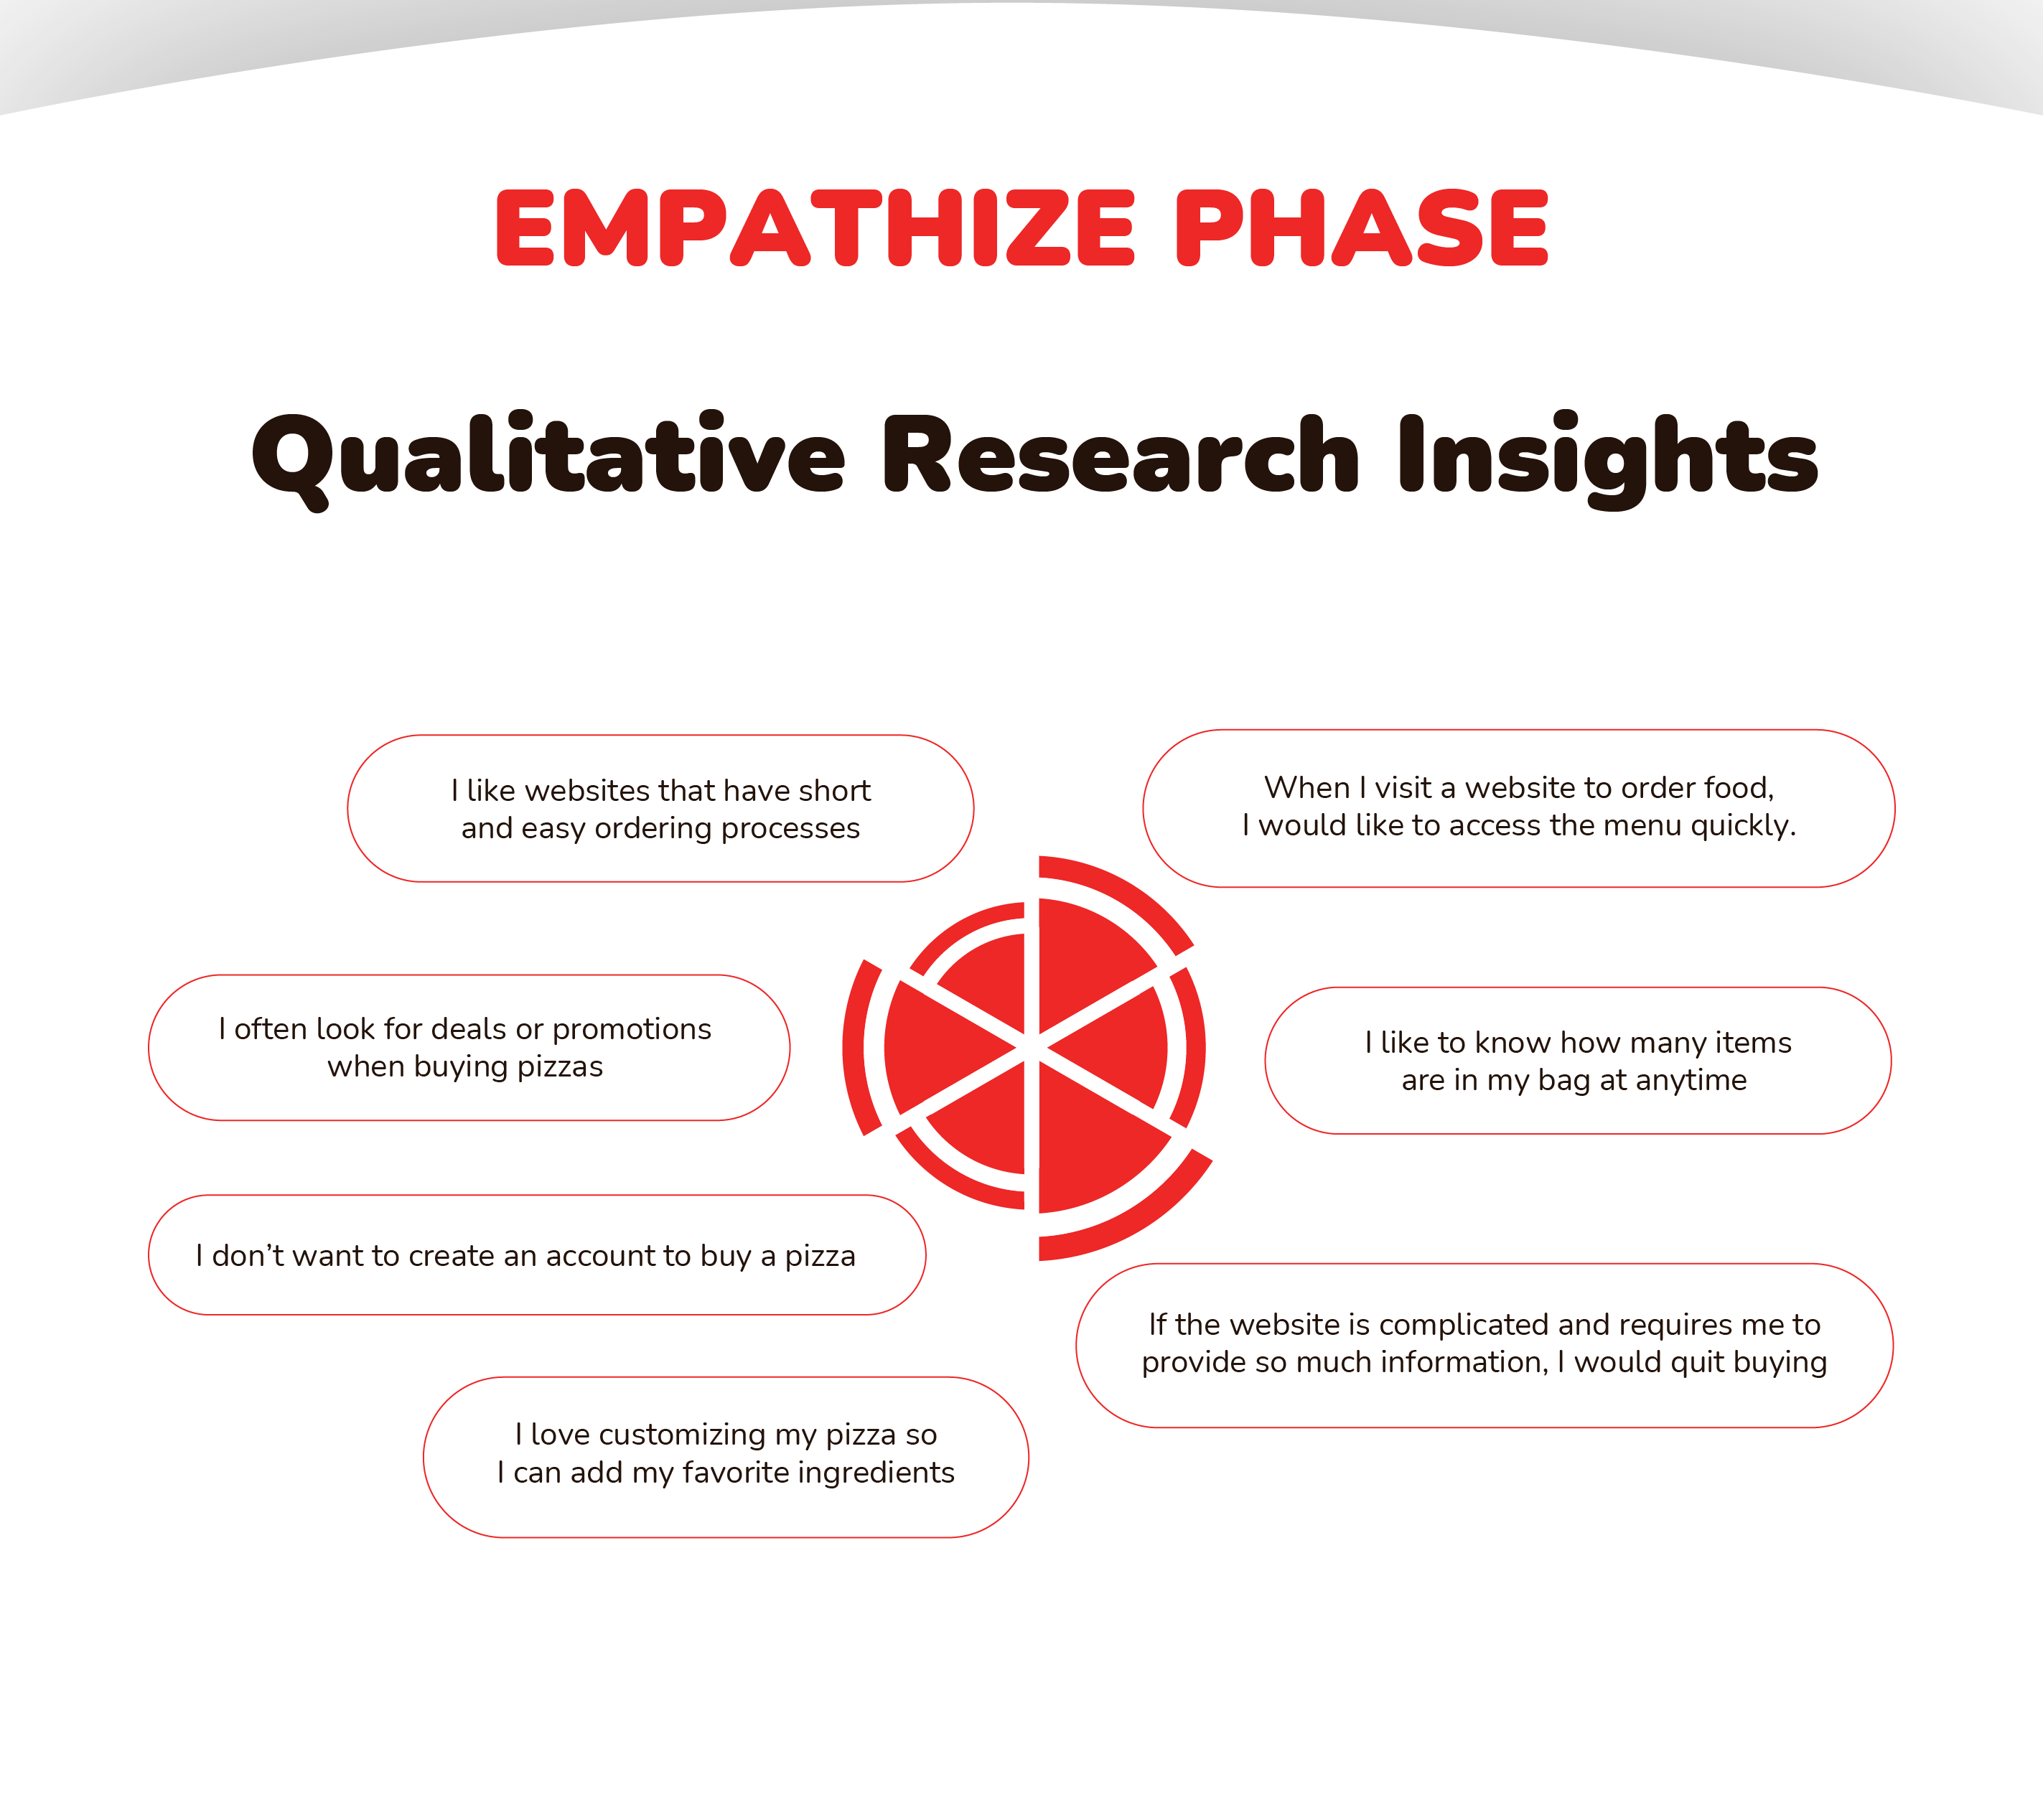 EMPATHIZE PHASE
Qualitative Research Insights
I like websites that have short
and easy ordering processes
When I visit a website to order food,
I would like to access the menu quickly.
I often look for deals or promotions
when buying pizzas
I like to know how many items
are in my bag at anytime
I don’t want to create an account to buy a pizza
If the website is complicated and requires me to
provide so much information, I would quit buying
I love customizing my pizza so
I can add my favorite ingredients